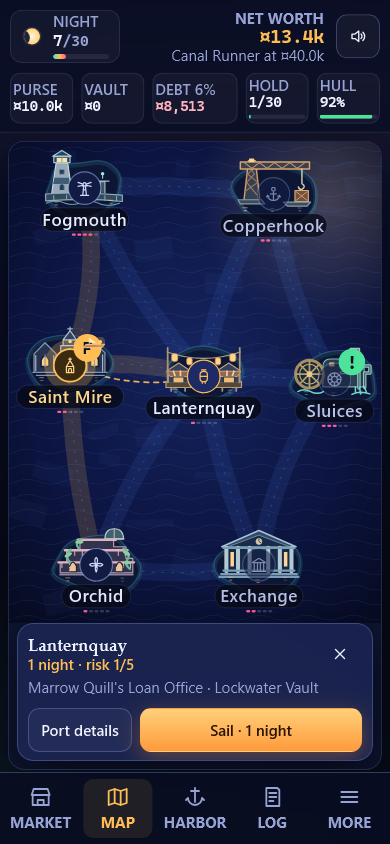 NIGHT
7/30
NET WORTH
¤13.4k
Canal Runner at ¤40.0k
PURSE
¤10.0k
VAULT
¤0
DEBT 6%
¤8,513
HOLD
1/30
HULL
92%
Fogmouth
Copperhook
Saint Mire
Lanternquay
!
Sluices
Orchid
Exchange
Lanternquay
1 night · risk 1/5
Marrow Quill's Loan Office · Lockwater Vault
Port details
Sail · 1 night
MARKET
MAP
HARBOR
LOG
MORE